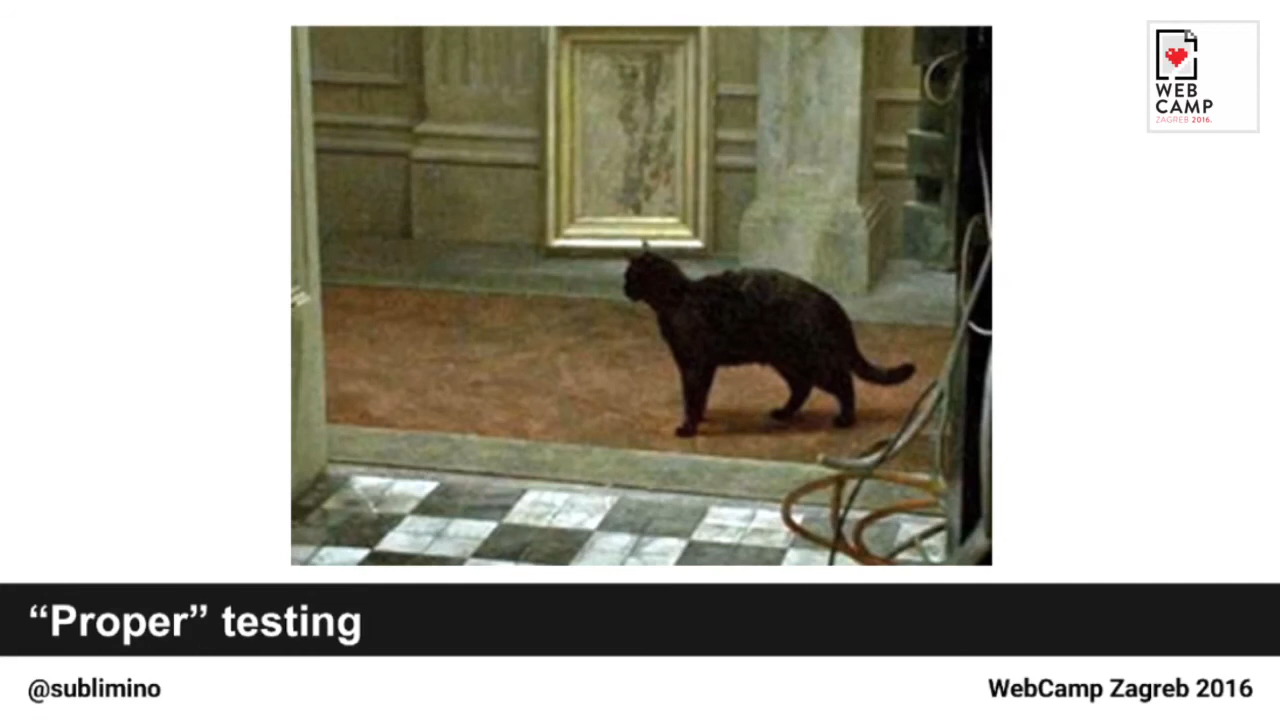 WEB
CAMP
ZAGREB 2016.
“Proper” testing
@sublimino
WebCamp Zagreb 2016